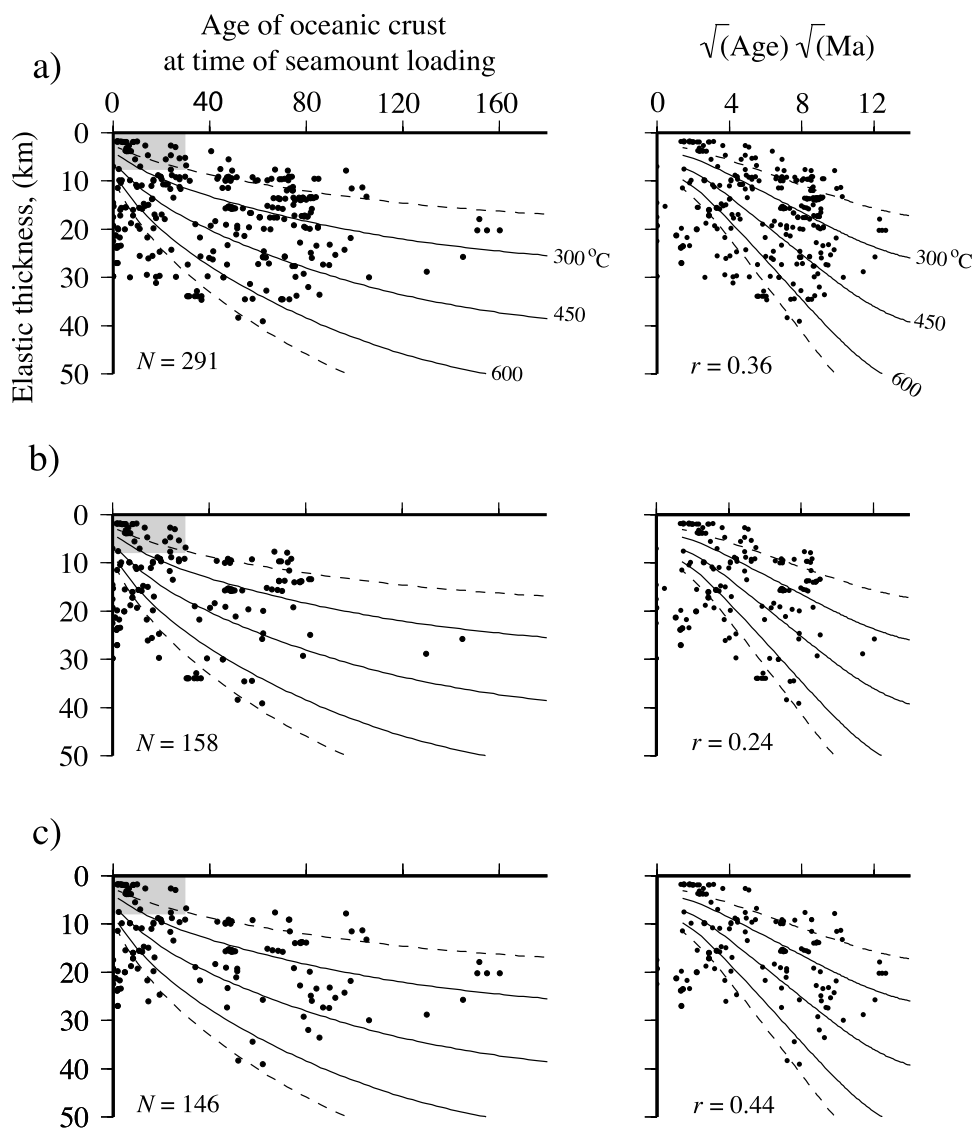 Age of oceanic crust
at time of seamount loading
√(Age) √(Ma)
a)
0 40 80 120 160
0 4 8 12
Elastic thickness, (km)
0
10
20
30
40
50
300 °C
450
600
N = 291
300 °C
450
600
r = 0.36
b)
0
10
20
30
40
50
N = 158
r = 0.24
c)
0
10
20
30
40
50
N = 146
r = 0.44